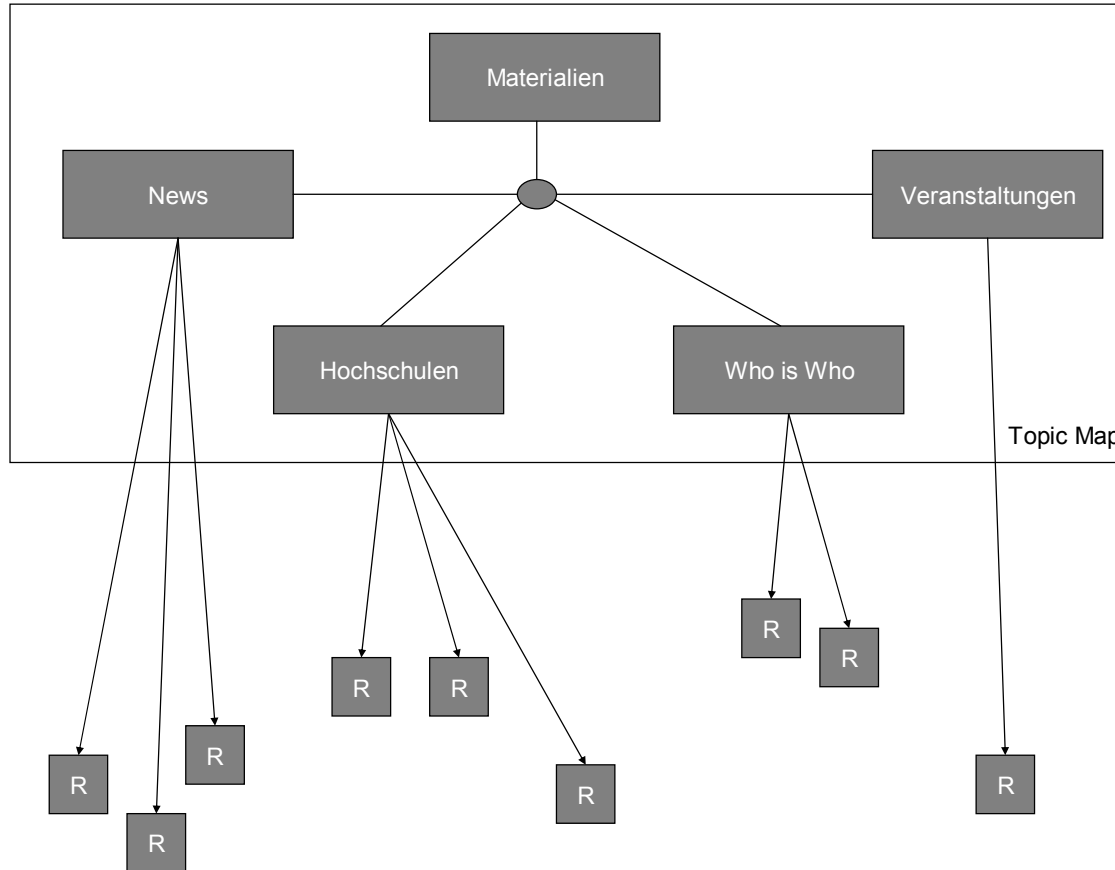 Materialien
News
Veranstaltungen
Hochschulen
Who is Who
Topic Map
R
R
R
R
R
R
R
R
R